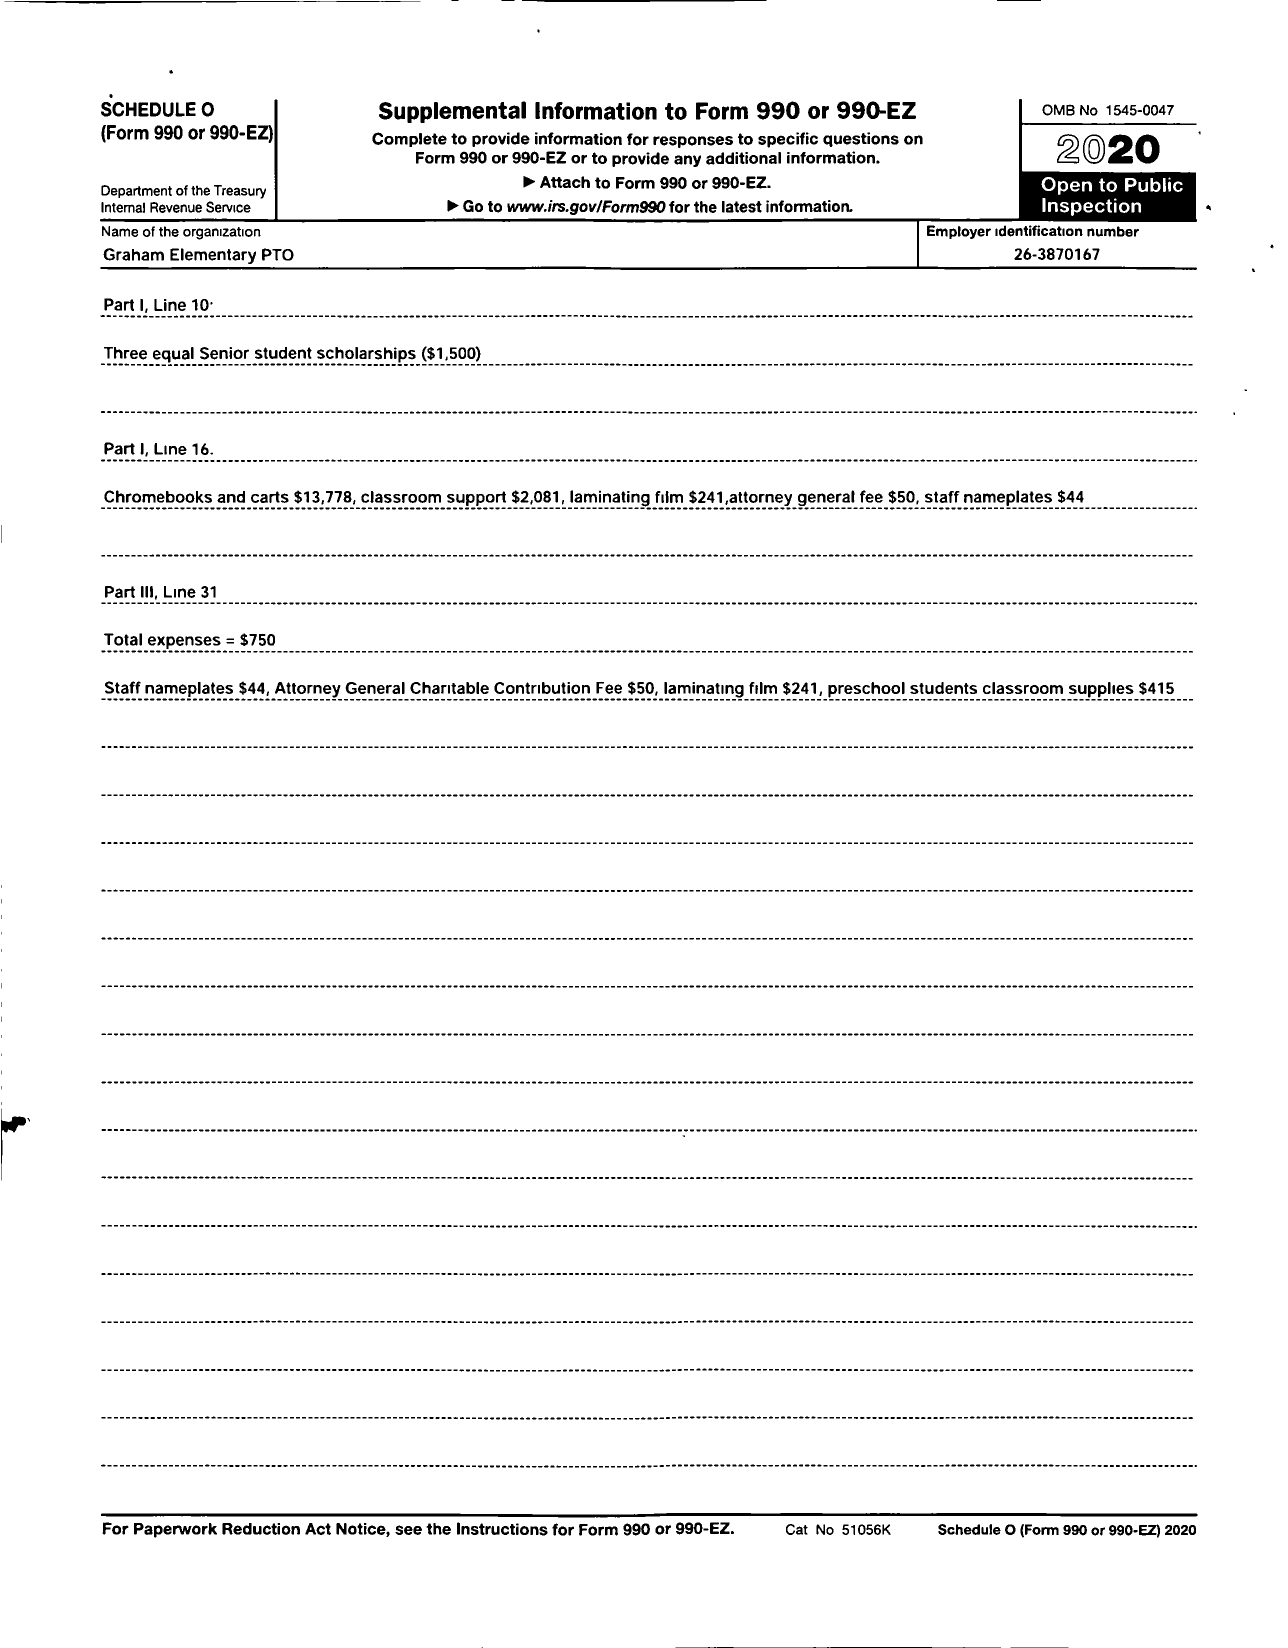 SCHEDULE O
(Form 990 or 990-EZ)
Department of the Treasury
Internal Revenue Service
Supplemental Information to Form 990 or 990-EZ
Complete to provide information for responses to specific questions on
Form 990 or 990-EZ or to provide any additional information.
▶ Attach to Form 990 or 990-EZ.
▶ Go to www.irs.gov/Form990 for the latest information.
OMB No 1545-0047
2020
Open to Public
Inspection
Name of the organization
Graham Elementary PTO
Employer identification number
26-3870167
Part I, Line 10·
Three equal Senior student scholarships ($1,500)
Part I, Line 16.
Chromebooks and carts $13,778, classroom support $2,081, laminating film $241,attorney general fee $50, staff nameplates $44
Part III, Line 31
Total expenses = $750
Staff nameplates $44, Attorney General Charitable Contribution Fee $50, laminating film $241, preschool students classroom supplies $415
For Paperwork Reduction Act Notice, see the Instructions for Form 990 or 990-EZ.
Cat No 51056K
Schedule O (Form 990 or 990-EZ) 2020